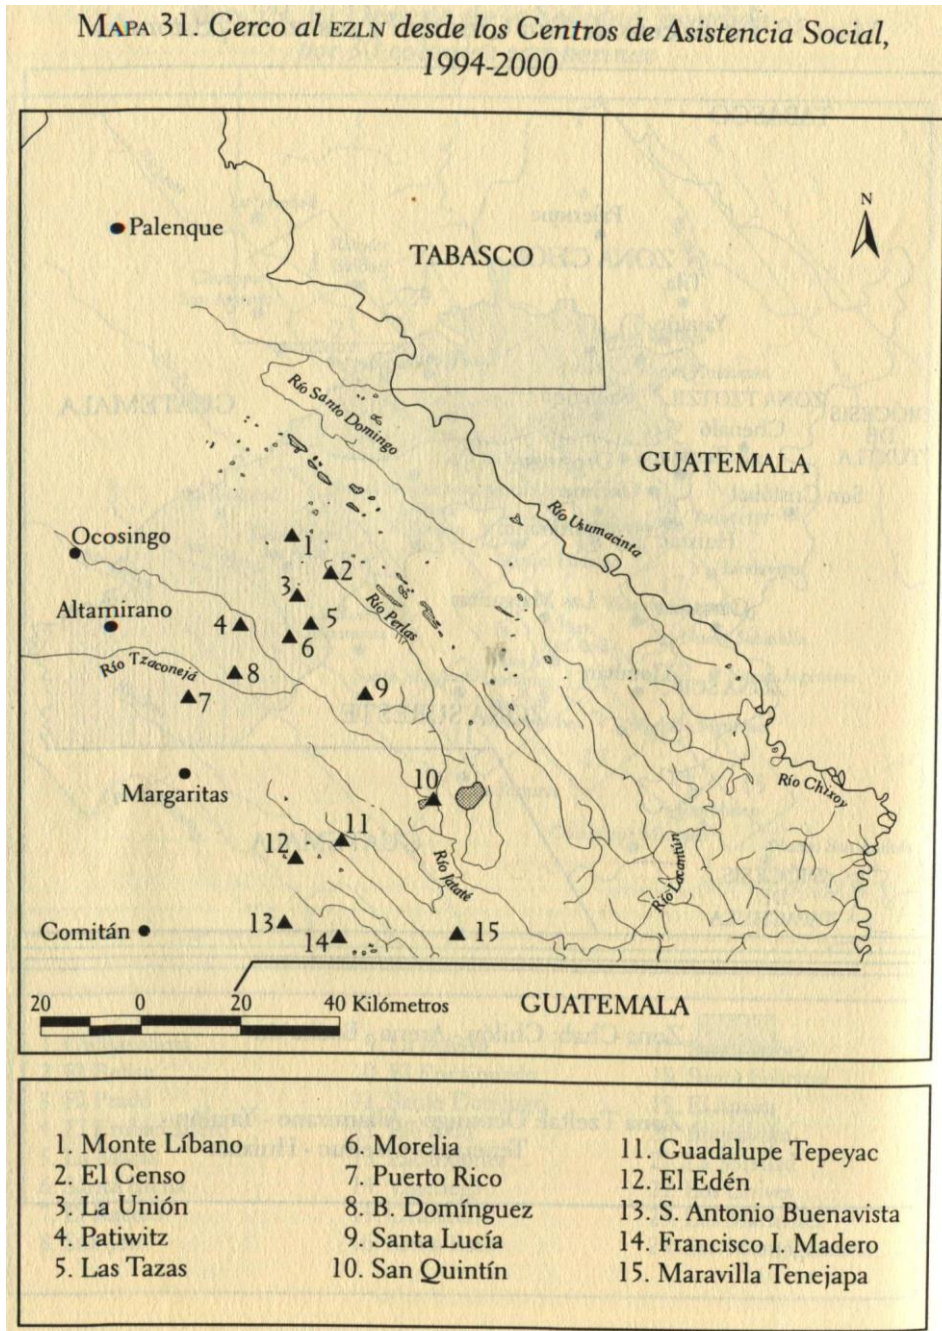 MAPA 31. Cerco al EZLN desde los Centros de Asistencia Social,
1994-2000
N
Palenque
TABASCO
Río Santo Domingo
GUATEMALA
Río Usumacinta
Ocosingo
1
2
3
Altamirano
4
5
6
Río Perlas
Río Tzaconejá
8
7
9
Margaritas
10
Río Chixoy
11
12
Río Jataté
Río Lacantún
13
Comitán
14
15
20 0 20 40 Kilómetros
GUATEMALA
1. Monte Líbano
2. El Censo
3. La Unión
4. Patiwitz
5. Las Tazas
6. Morelia
7. Puerto Rico
8. B. Domínguez
9. Santa Lucía
10. San Quintín
11. Guadalupe Tepeyac
12. El Edén
13. S. Antonio Buenavista
14. Francisco I. Madero
15. Maravilla Tenejapa